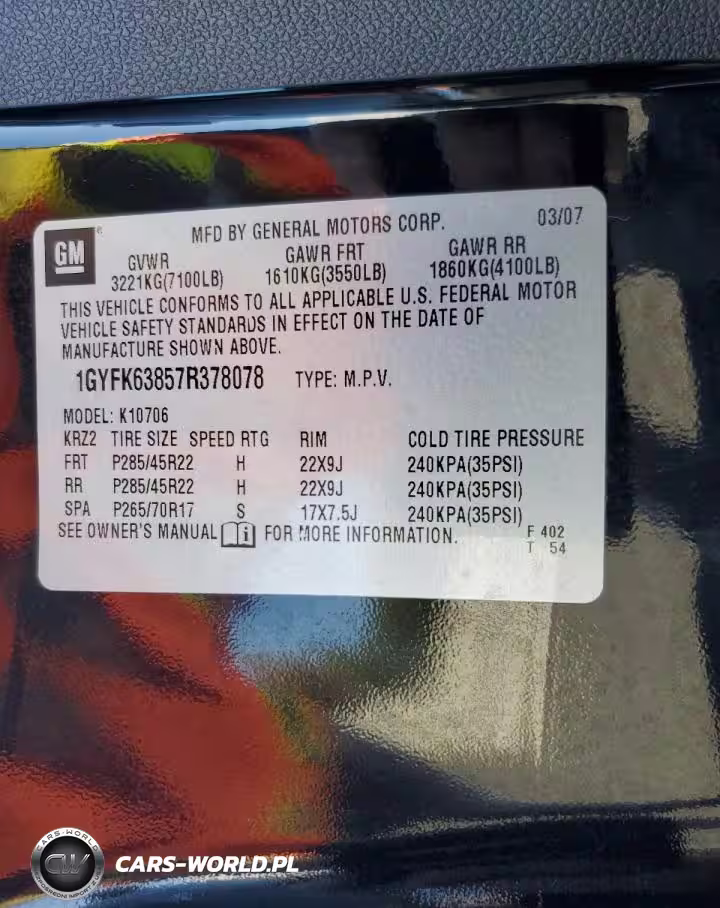 GM®
MFD BY GENERAL MOTORS CORP. 03/07
GVWR GAWR FRT GAWR RR
3221KG(7100LB) 1610KG(3550LB) 1860KG(4100LB)
THIS VEHICLE CONFORMS TO ALL APPLICABLE U.S. FEDERAL MOTOR
VEHICLE SAFETY STANDARDS IN EFFECT ON THE DATE OF
MANUFACTURE SHOWN ABOVE.
1GYFK63857R378078 TYPE: M.P.V.
MODEL: K10706
KRZ2 TIRE SIZE SPEED RTG RIM COLD TIRE PRESSURE
FRT P285/45R22 H 22X9J 240KPA(35PSI)
RR P285/45R22 H 22X9J 240KPA(35PSI)
SPA P265/70R17 S 17X7.5J 240KPA(35PSI)
SEE OWNER'S MANUAL i FOR MORE INFORMATION.
F 402
T 54
CARS-WORLD
CW
CARS-WORLD.PL